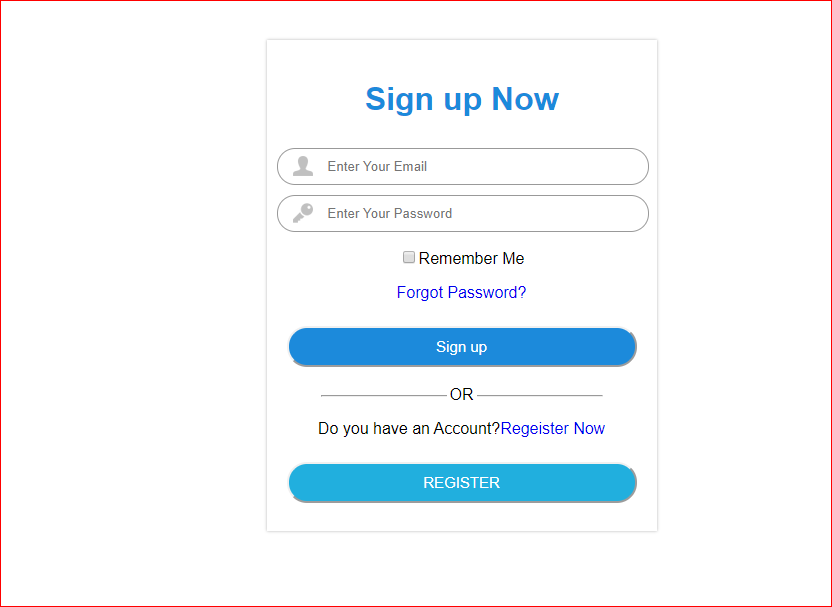 Sign up Now
Enter Your Email
Enter Your Password
Remember Me
Forgot Password?
Sign up
OR
Do you have an Account?Regeister Now
REGISTER